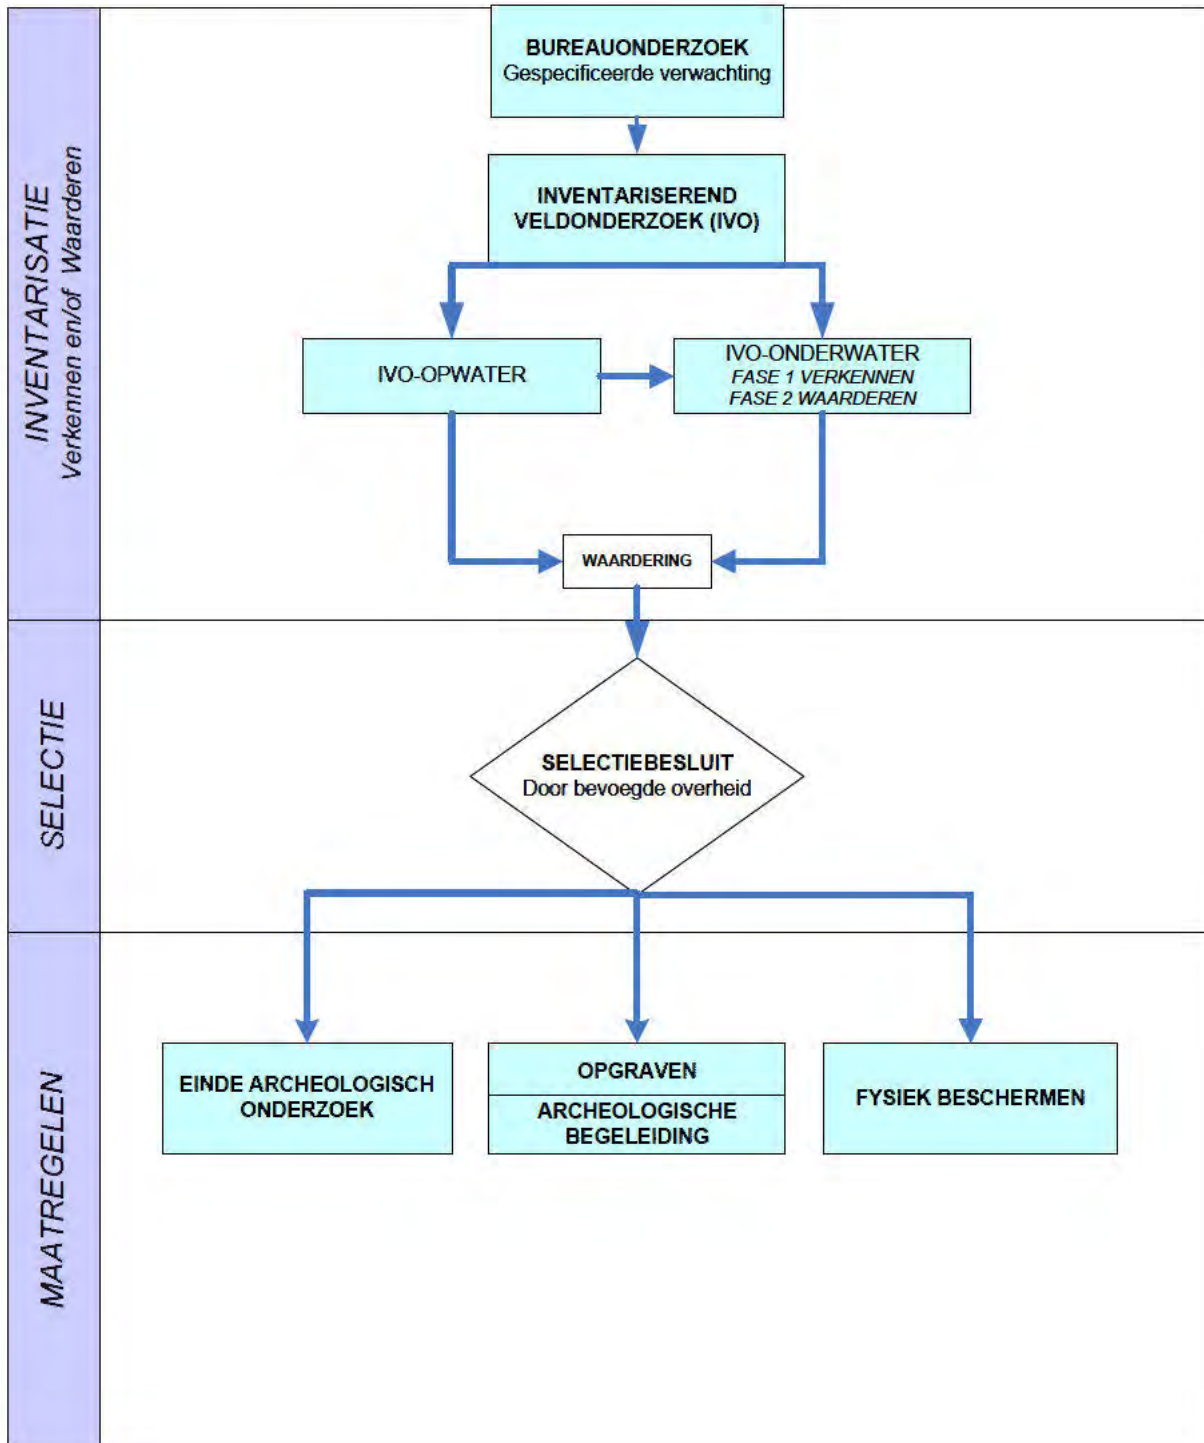 INVENTARISATIE
Verkennen en/of Waarderen
BUREAUONDERZOEK
Gespecificeerde verwachting
INVENTARISEREND
VELDONDERZOEK (IVO)
IVO-OPWATER
IVO-ONDERWATER
FASE 1 VERKENNEN
FASE 2 WAARDEREN
WAARDERING
SELECTIE
SELECTIEBESLUIT
Door bevoegde overheid
MAATREGELEN
EINDE ARCHEOLOGISCH
ONDERZOEK
OPGRAVEN
ARCHEOLOGISCHE
BEGELEIDING
FYSIEK BESCHERMEN